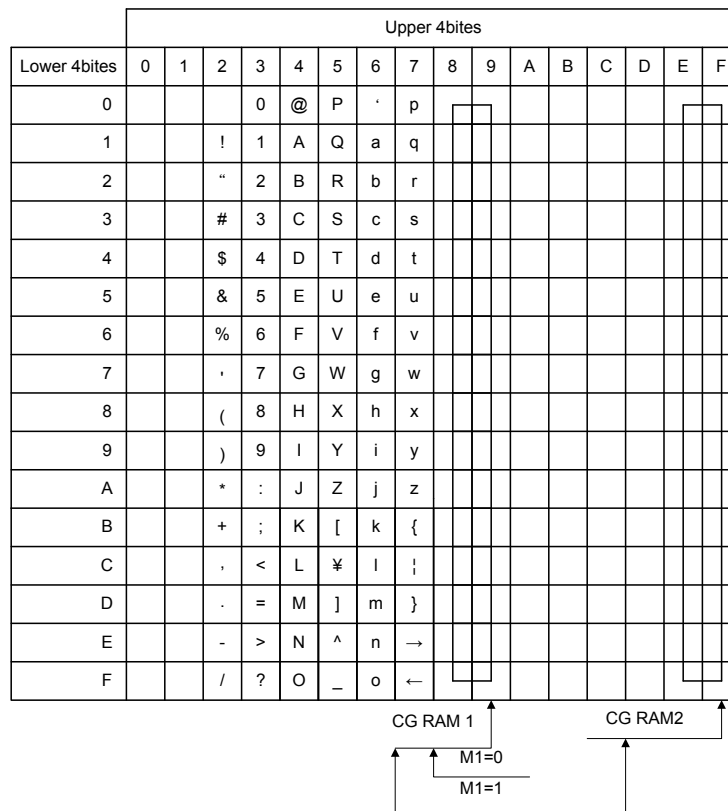 Upper 4bites
Lower 4bites 0 1 2 3 4 5 6 7 8 9 A B C D E F
0 0 @ P ‘ p
1 ! 1 A Q a q
2 “ 2 B R b r
3 # 3 C S c s
4 $ 4 D T d t
5 & 5 E U e u
6 % 6 F V f v
7 ' 7 G W g w
8 ( 8 H X h x
9 ) 9 I Y i y
A * : J Z j z
B + ; K [ k {
C , < L ¥ l ¦
D . = M ] m }
E - > N ^ n →
F / ? O _ o ←
CG RAM 1 CG RAM2
M1=0
M1=1